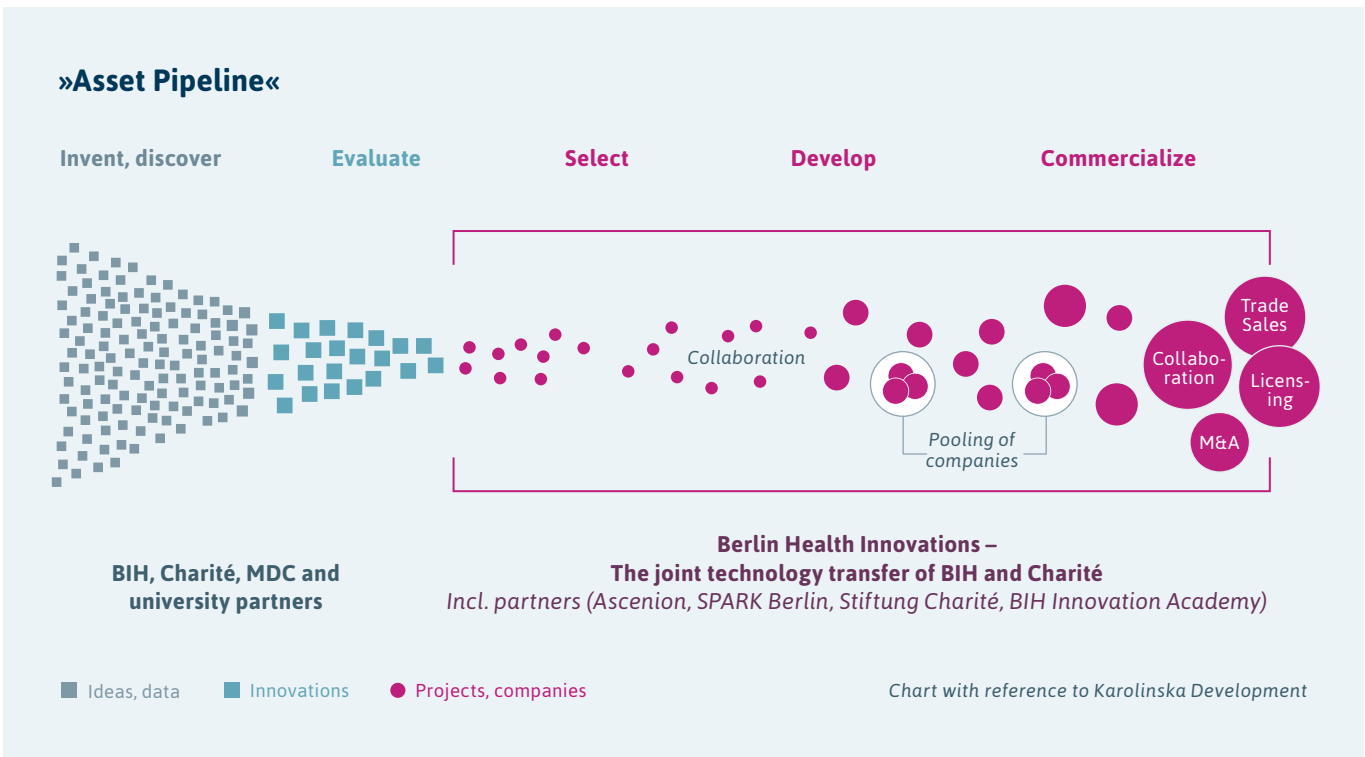 »Asset Pipeline«
Invent, discover
Evaluate
Select
Develop
Commercialize
Collaboration
Pooling of
companies
Collabo-
ration
Trade
Sales
Licens-
ing
M&A
BIH, Charité, MDC and
university partners
Berlin Health Innovations –
The joint technology transfer of BIH and Charité
Incl. partners (Ascenion, SPARK Berlin, Stiftung Charité, BIH Innovation Academy)
Ideas, data
Innovations
Projects, companies
Chart with reference to Karolinska Development